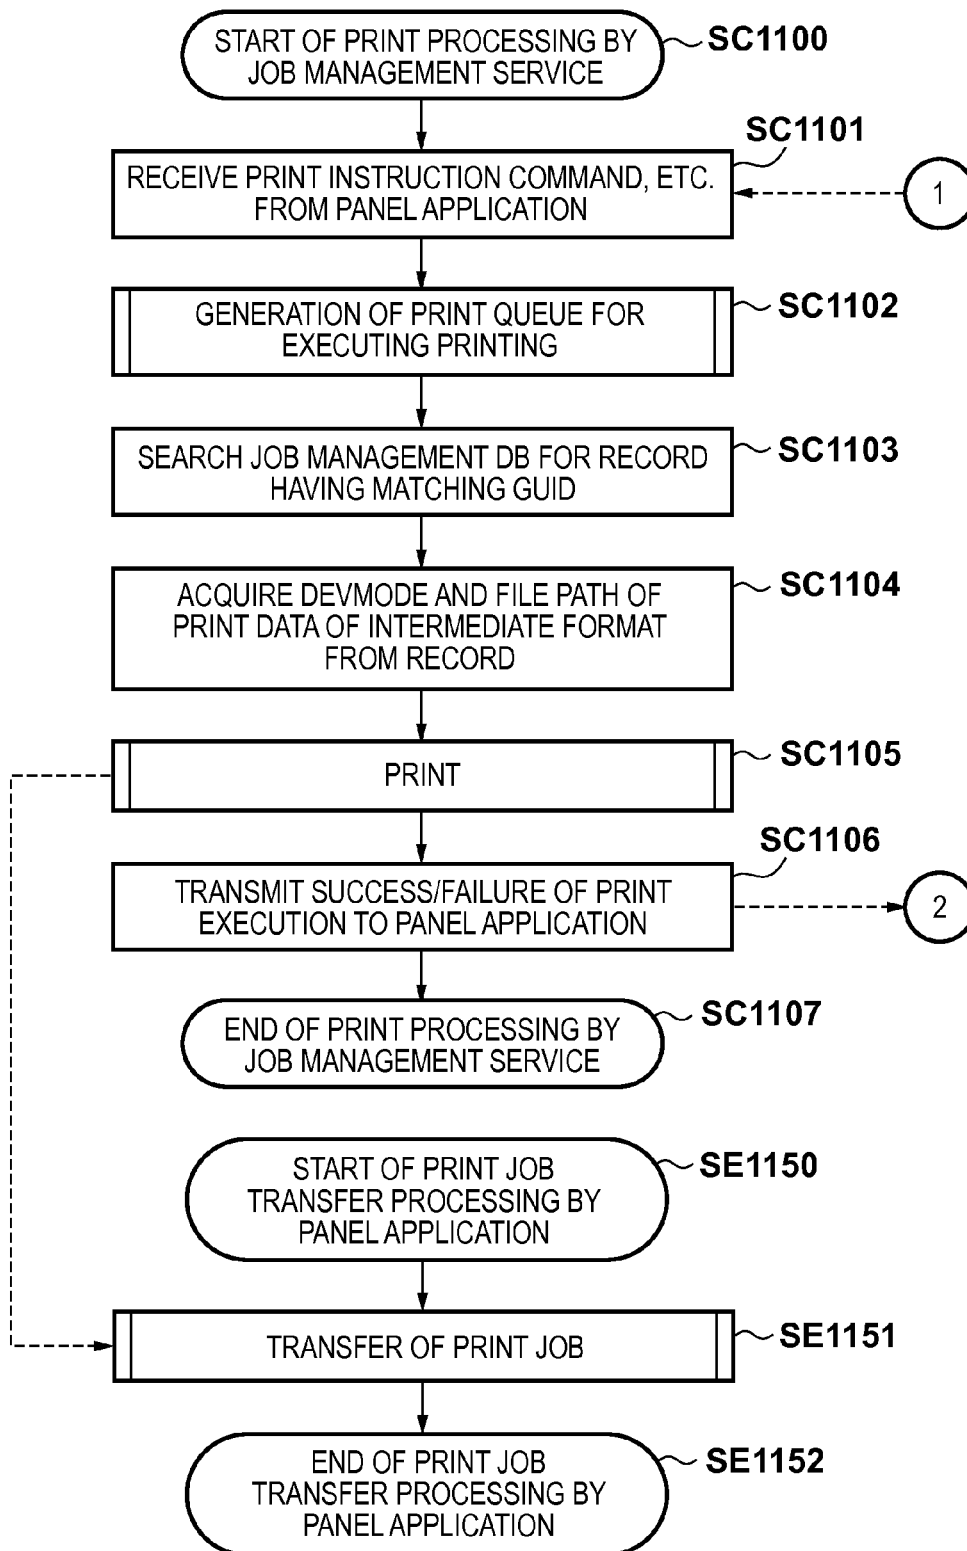 START OF PRINT PROCESSING BY
JOB MANAGEMENT SERVICE
SC1100
SC1101
RECEIVE PRINT INSTRUCTION COMMAND, ETC.
FROM PANEL APPLICATION
1
GENERATION OF PRINT QUEUE FOR
EXECUTING PRINTING
SC1102
SEARCH JOB MANAGEMENT DB FOR RECORD
HAVING MATCHING GUID
SC1103
ACQUIRE DEVMODE AND FILE PATH OF
PRINT DATA OF INTERMEDIATE FORMAT
FROM RECORD
SC1104
PRINT
SC1105
SC1106
TRANSMIT SUCCESS/FAILURE OF PRINT
EXECUTION TO PANEL APPLICATION
2
END OF PRINT PROCESSING BY
JOB MANAGEMENT SERVICE
SC1107
START OF PRINT JOB
TRANSFER PROCESSING BY
PANEL APPLICATION
SE1150
TRANSFER OF PRINT JOB
SE1151
END OF PRINT JOB
TRANSFER PROCESSING BY
PANEL APPLICATION
SE1152